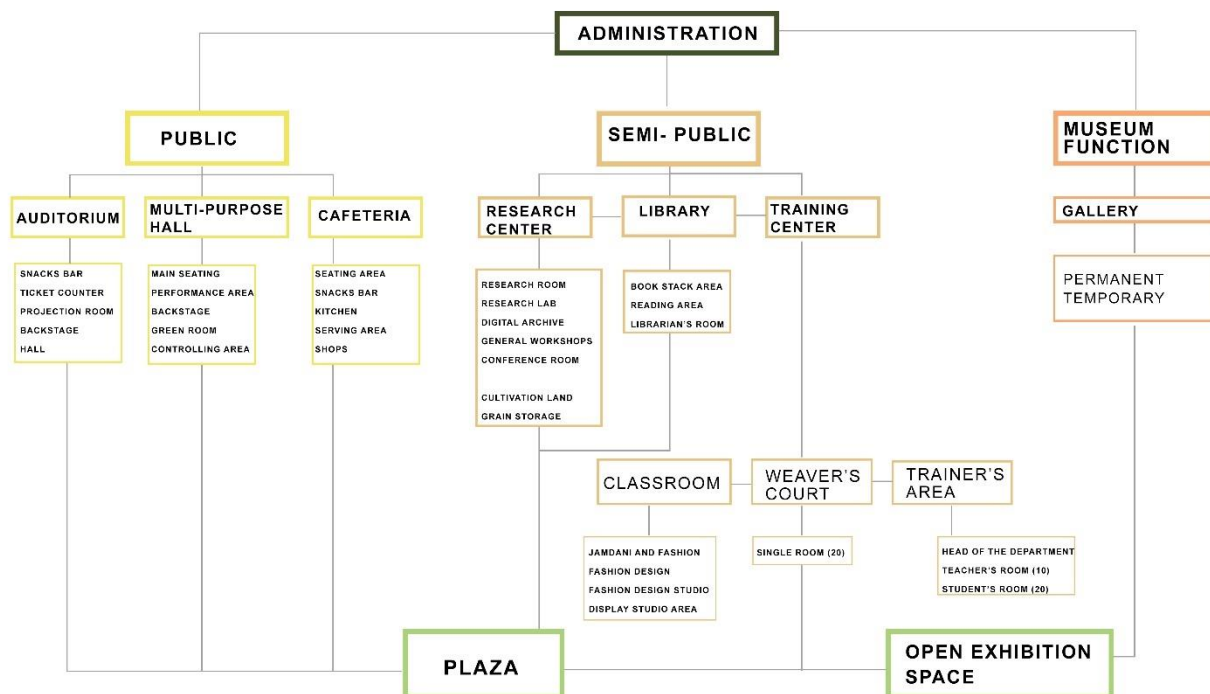 ADMINISTRATION
PUBLIC
SEMI- PUBLIC
MUSEUM
FUNCTION
AUDITORIUM
MULTI-PURPOSE
HALL
CAFETERIA
RESEARCH
CENTER
LIBRARY
TRAINING
CENTER
GALLERY
SNACKS BAR
TICKET COUNTER
PROJECTION ROOM
BACKSTAGE
HALL
MAIN SEATING
PERFORMANCE AREA
BACKSTAGE
GREEN ROOM
CONTROLLING AREA
SEATING AREA
SNACKS BAR
KITCHEN
SERVING AREA
SHOPS
RESEARCH ROOM
RESEARCH LAB
DIGITAL ARCHIVE
GENERAL WORKSHOPS
CONFERENCE ROOM
CULTIVATION LAND
GRAIN STORAGE
BOOK STACK AREA
READING AREA
LIBRARIAN'S ROOM
PERMANENT
TEMPORARY
CLASSROOM
WEAVER'S
COURT
TRAINER'S
AREA
JAMDANI AND FASHION
FASHION DESIGN
FASHION DESIGN STUDIO
DISPLAY STUDIO AREA
SINGLE ROOM (20)
HEAD OF THE DEPARTMENT
TEACHER'S ROOM (10)
STUDENT'S ROOM (20)
PLAZA
OPEN EXHIBITION
SPACE